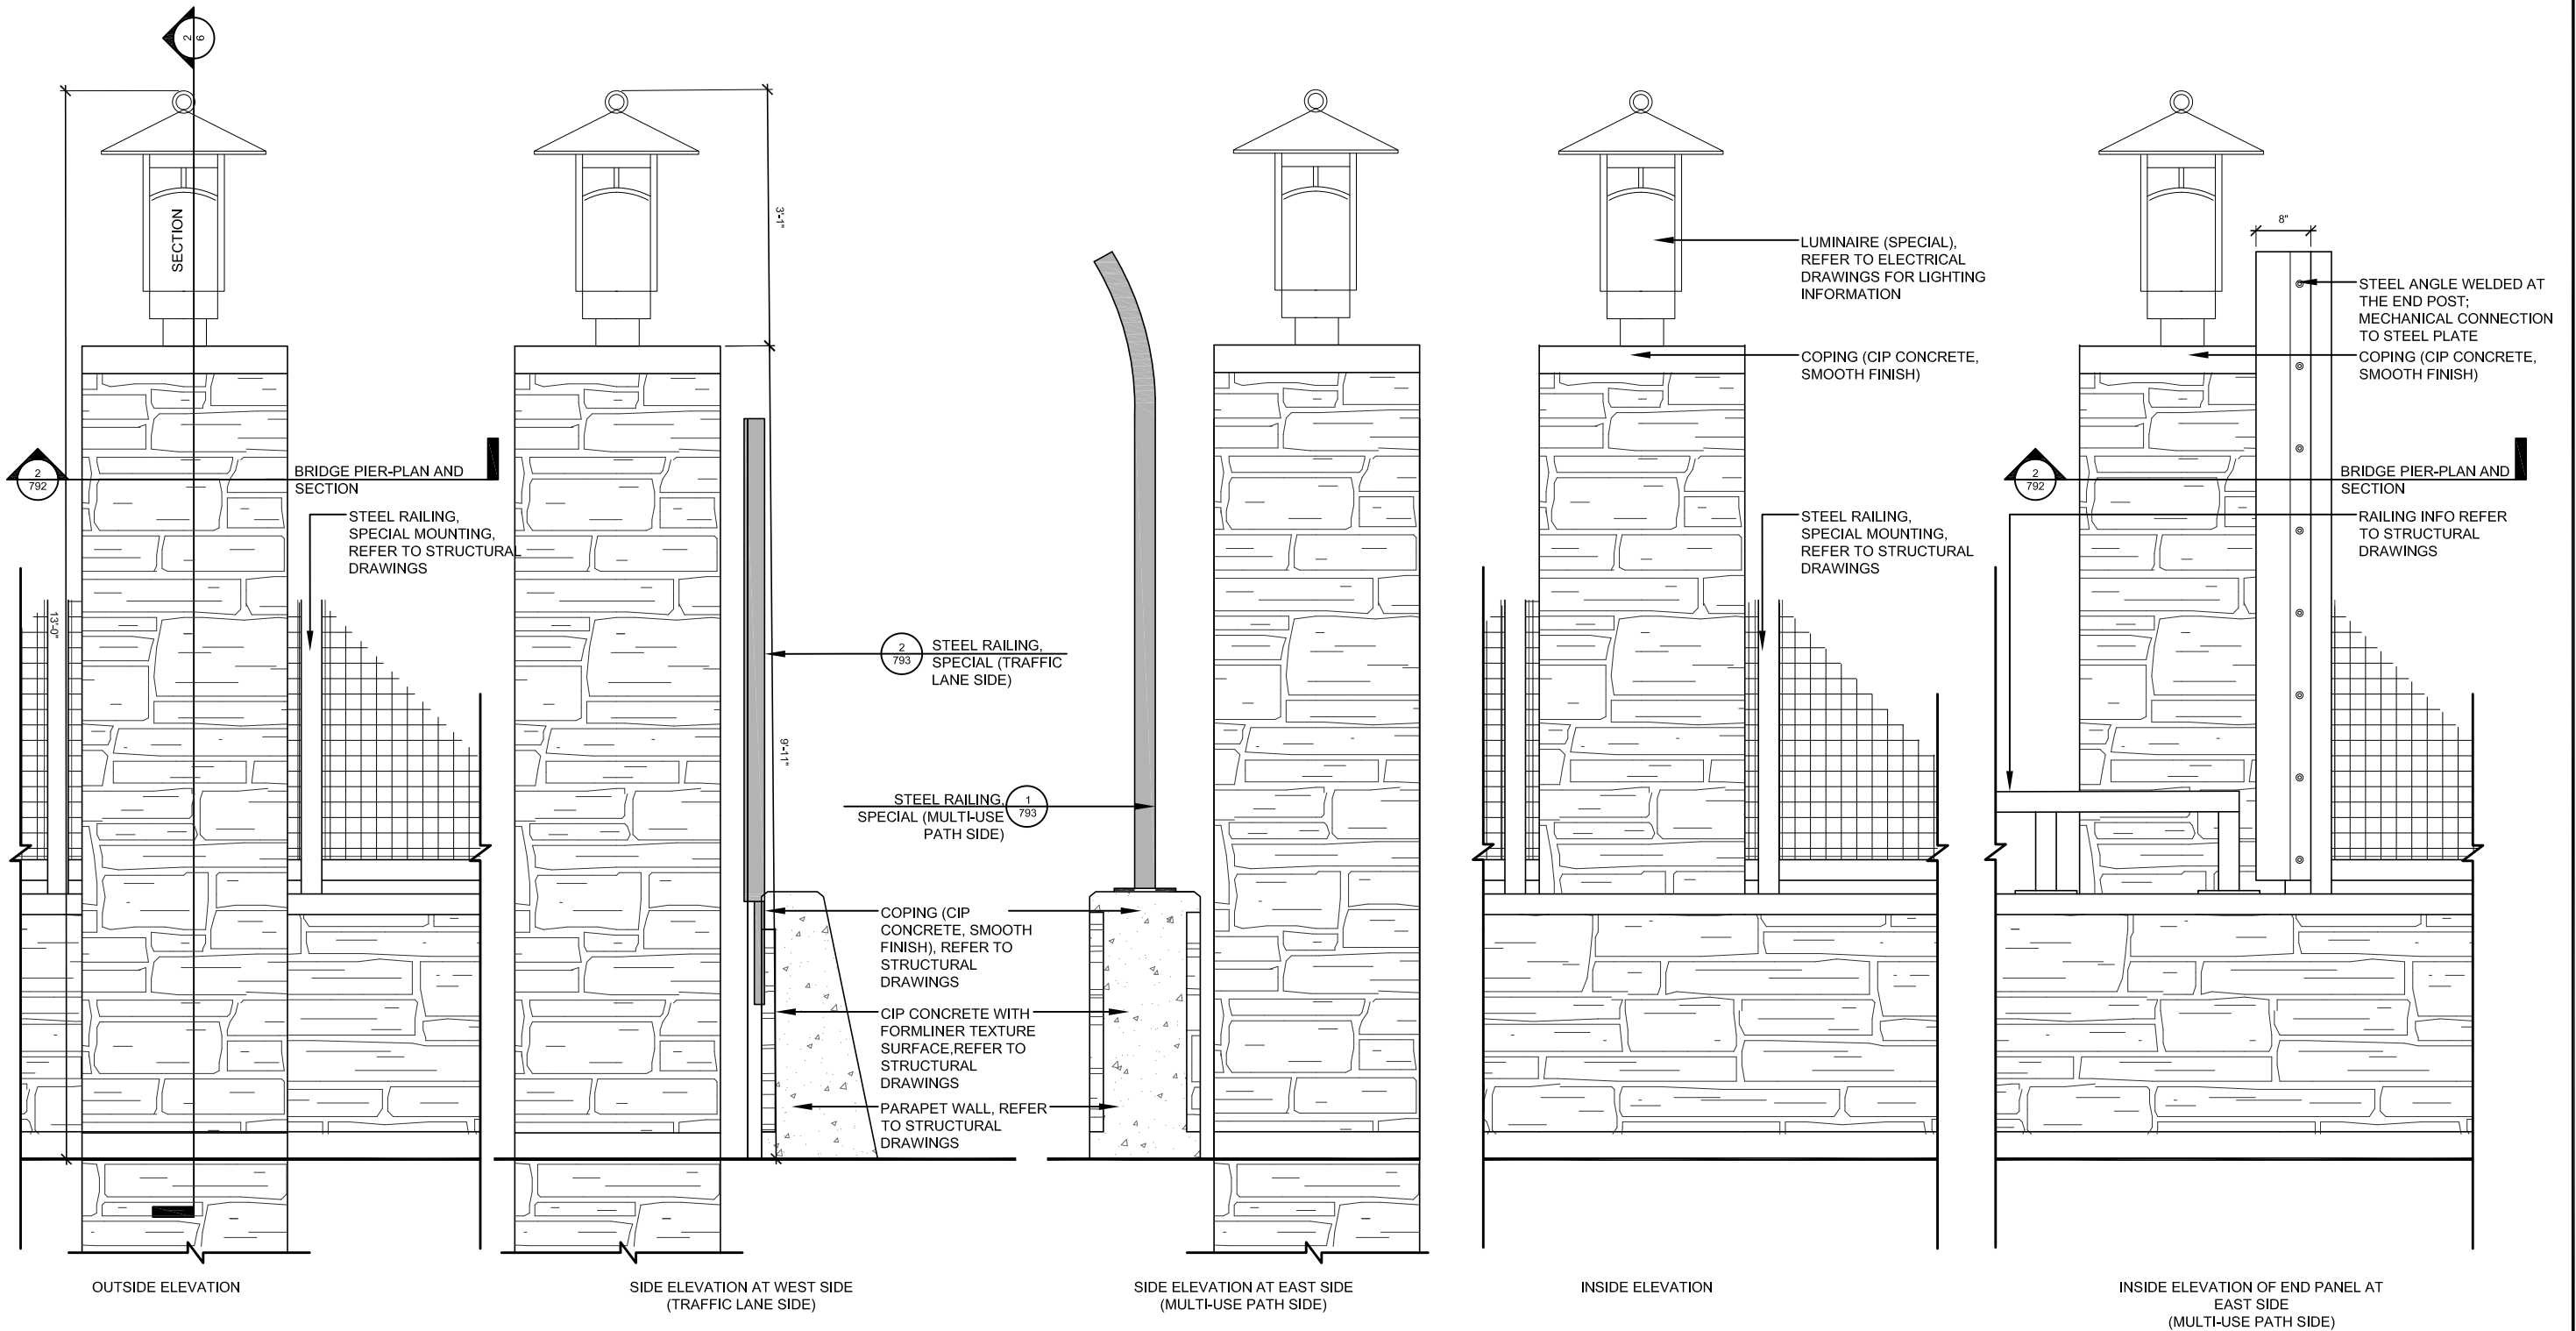 2
6
SECTION
13'-0"
2
792
BRIDGE PIER-PLAN AND
SECTION
STEEL RAILING,
SPECIAL MOUNTING,
REFER TO STRUCTURAL
DRAWINGS
OUTSIDE ELEVATION
3'-1"
9'-11"
2
793
STEEL RAILING,
SPECIAL (TRAFFIC
LANE SIDE)
STEEL RAILING,
SPECIAL (MULTI-USE
PATH SIDE)
1
793
COPING (CIP
CONCRETE, SMOOTH
FINISH), REFER TO
STRUCTURAL
DRAWINGS
CIP CONCRETE WITH
FORMLINER TEXTURE
SURFACE,REFER TO
STRUCTURAL
DRAWINGS
PARAPET WALL, REFER
TO STRUCTURAL
DRAWINGS
SIDE ELEVATION AT WEST SIDE
(TRAFFIC LANE SIDE)
SIDE ELEVATION AT EAST SIDE
(MULTI-USE PATH SIDE)
LUMINAIRE (SPECIAL),
REFER TO ELECTRICAL
DRAWINGS FOR LIGHTING
INFORMATION
COPING (CIP CONCRETE,
SMOOTH FINISH)
STEEL RAILING,
SPECIAL MOUNTING,
REFER TO STRUCTURAL
DRAWINGS
INSIDE ELEVATION
8"
STEEL ANGLE WELDED AT
THE END POST;
MECHANICAL CONNECTION
TO STEEL PLATE
COPING (CIP CONCRETE,
SMOOTH FINISH)
2
792
BRIDGE PIER-PLAN AND
SECTION
RAILING INFO REFER
TO STRUCTURAL
DRAWINGS
INSIDE ELEVATION OF END PANEL AT
EAST SIDE
(MULTI-USE PATH SIDE)